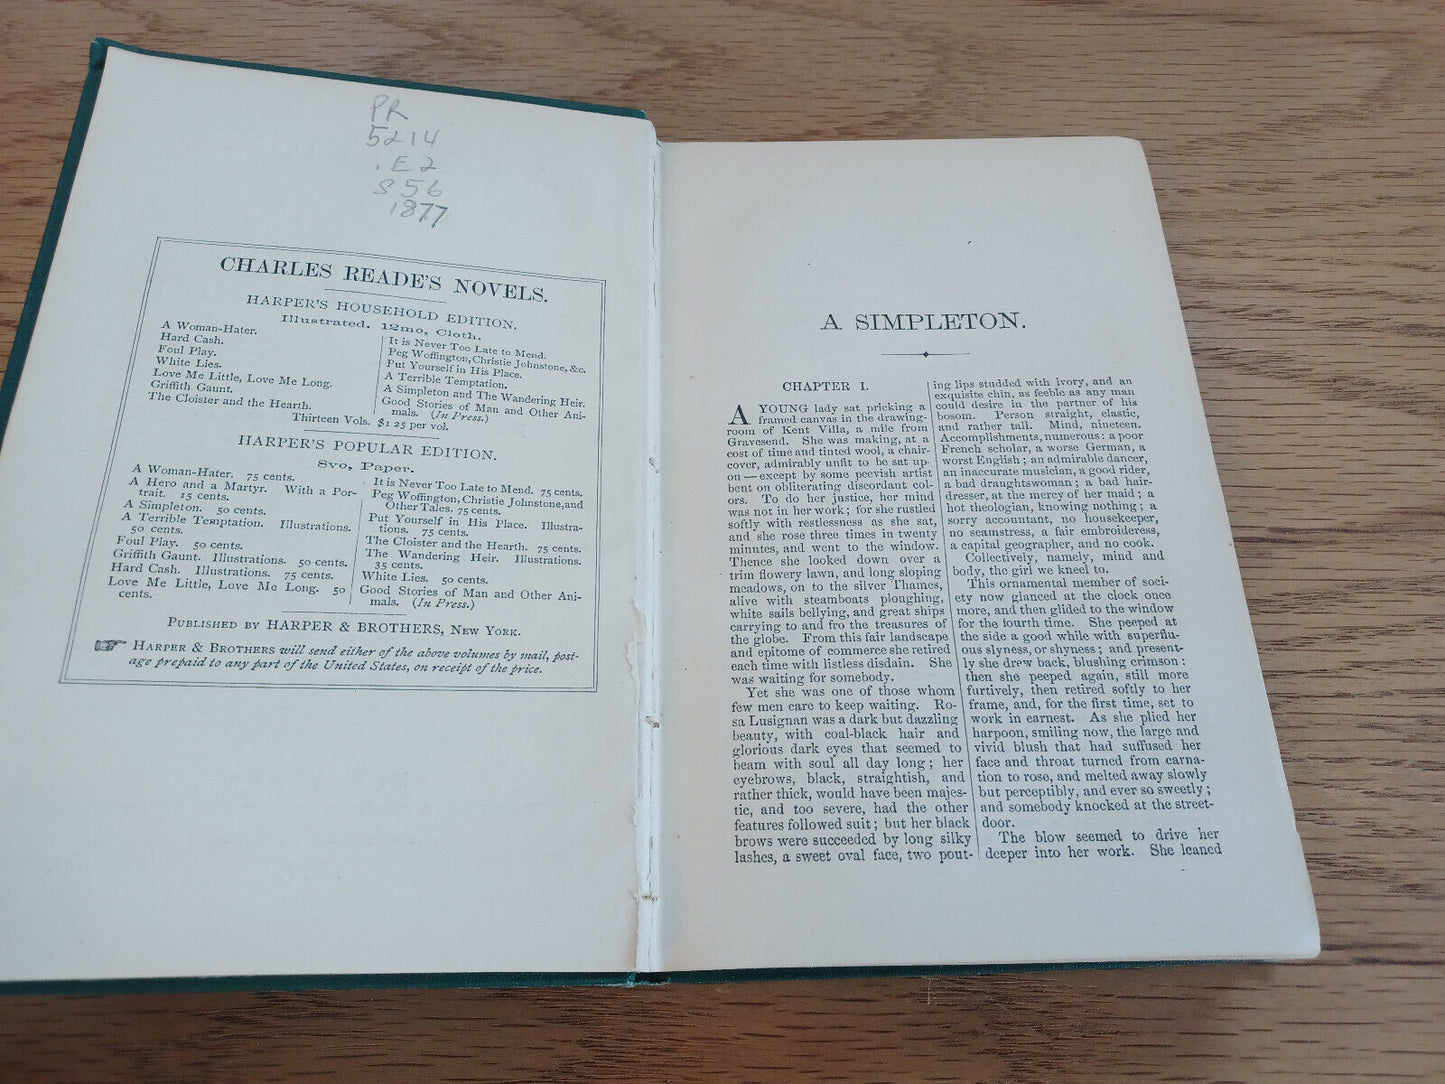 PR
5214
.E2
S56
1877
CHARLES READE'S NOVELS.
HARPER'S HOUSEHOLD EDITION.
Illustrated. 12mo, Cloth.
A Woman-Hater.
Hard Cash.
Foul Play.
White Lies.
Love Me Little, Love Me Long.
Griffith Gaunt.
The Cloister and the Hearth.
It is Never Too Late to Mend.
Peg Woffington, Christie Johnstone, &c.
Put Yourself in His Place.
A Terrible Temptation.
A Simpleton and The Wandering Heir.
Good Stories of Man and Other Ani-
mals. (In Press.)
Thirteen Vols. $1 25 per vol.
HARPER'S POPULAR EDITION.
8vo, Paper.
A Woman-Hater. 75 cents.
A Hero and a Martyr. With a Por-
trait. 15 cents.
A Simpleton. 50 cents.
A Terrible Temptation. Illustrations.
50 cents.
Foul Play. 50 cents.
Griffith Gaunt. Illustrations. 50 cents.
Hard Cash. Illustrations. 75 cents.
Love Me Little, Love Me Long. 50
cents.
It is Never Too Late to Mend. 75 cents.
Peg Woffington, Christie Johnstone, and
Other Tales. 75 cents.
Put Yourself in His Place. Illustra-
tions. 75 cents.
The Cloister and the Hearth. 75 cents.
The Wandering Heir. Illustrations.
35 cents.
White Lies. 50 cents.
Good Stories of Man and Other Ani-
mals. (In Press.)
PUBLISHED BY HARPER & BROTHERS, NEW YORK.
☞ HARPER & BROTHERS will send either of the above volumes by mail, post-
age prepaid to any part of the United States, on receipt of the price.
A SIMPLETON.
CHAPTER I.
A YOUNG lady sat pricking a
framed canvas in the drawing-
room of Kent Villa, a mile from
Gravesend. She was making, at a
cost of time and tinted wool, a chair-
cover, admirably unfit to be sat up-
on—except by some peevish artist
bent on obliterating discordant col-
ors. To do her justice, her mind
was not in her work; for she rustled
softly with restlessness as she sat,
and she rose three times in twenty
minutes, and went to the window.
Thence she looked down over a
trim flowery lawn, and long sloping
meadows, on to the silver Thames,
alive with steamboats ploughing,
white sails bellying, and great ships
carrying to and fro the treasures of
the globe. From this fair landscape
and epitome of commerce she retired
each time with listless disdain. She
was waiting for somebody.
Yet she was one of those whom
few men care to keep waiting. Ro-
sa Lusignan was a dark but dazzling
beauty, with coal-black hair and
glorious dark eyes that seemed to
beam with soul all day long; her
eyebrows, black, straightish, and
rather thick, would have been majes-
tic, and too severe, had the other
features followed suit; but her black
brows were succeeded by long silky
lashes, a sweet oval face, two pout-
ing lips studded with ivory, and an
exquisite chin, as feeble as any man
could desire in the partner of his
bosom. Person straight, elastic,
and rather tall. Mind, nineteen.
Accomplishments, numerous: a poor
French scholar, a worse German, a
worst English; an admirable dancer,
an inaccurate musician, a good rider,
a bad draughtswoman; a bad hair-
dresser, at the mercy of her maid; a
hot theologian, knowing nothing; a
sorry accountant, no housekeeper,
no seamstress, a fair embroideress,
a capital geographer, and no cook.
Collectively, namely, mind and
body, the girl we kneel to.
This ornamental member of soci-
ety now glanced at the clock once
more, and then glided to the window
for the fourth time. She peeped at
the side a good while with superflu-
ous slyness, or shyness; and present-
ly she drew back, blushing crimson:
then she peeped again, still more
furtively, then retired softly to her
frame, and, for the first time, set to
work in earnest. As she plied her
harpoon, smiling now, the large and
vivid blush that had suffused her
face and throat turned from carna-
tion to rose, and melted away slowly
but perceptibly, and ever so sweetly;
and somebody knocked at the street-
door.
The blow seemed to drive her
deeper into her work. She leaned